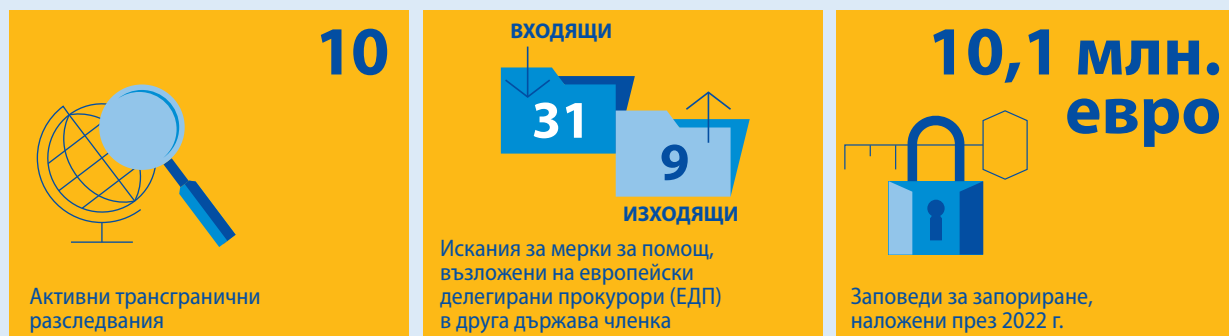 10
Активни трансгранични
разследвания
ВХОДЯЩИ
31
9
ИЗХОДЯЩИ
Искания за мерки за помощ,
възложени на европейски
делегирани прокурори (ЕДП)
в друга държава членка
10,1 млн.
евро
Заповеди за запориране,
наложени през 2022 г.